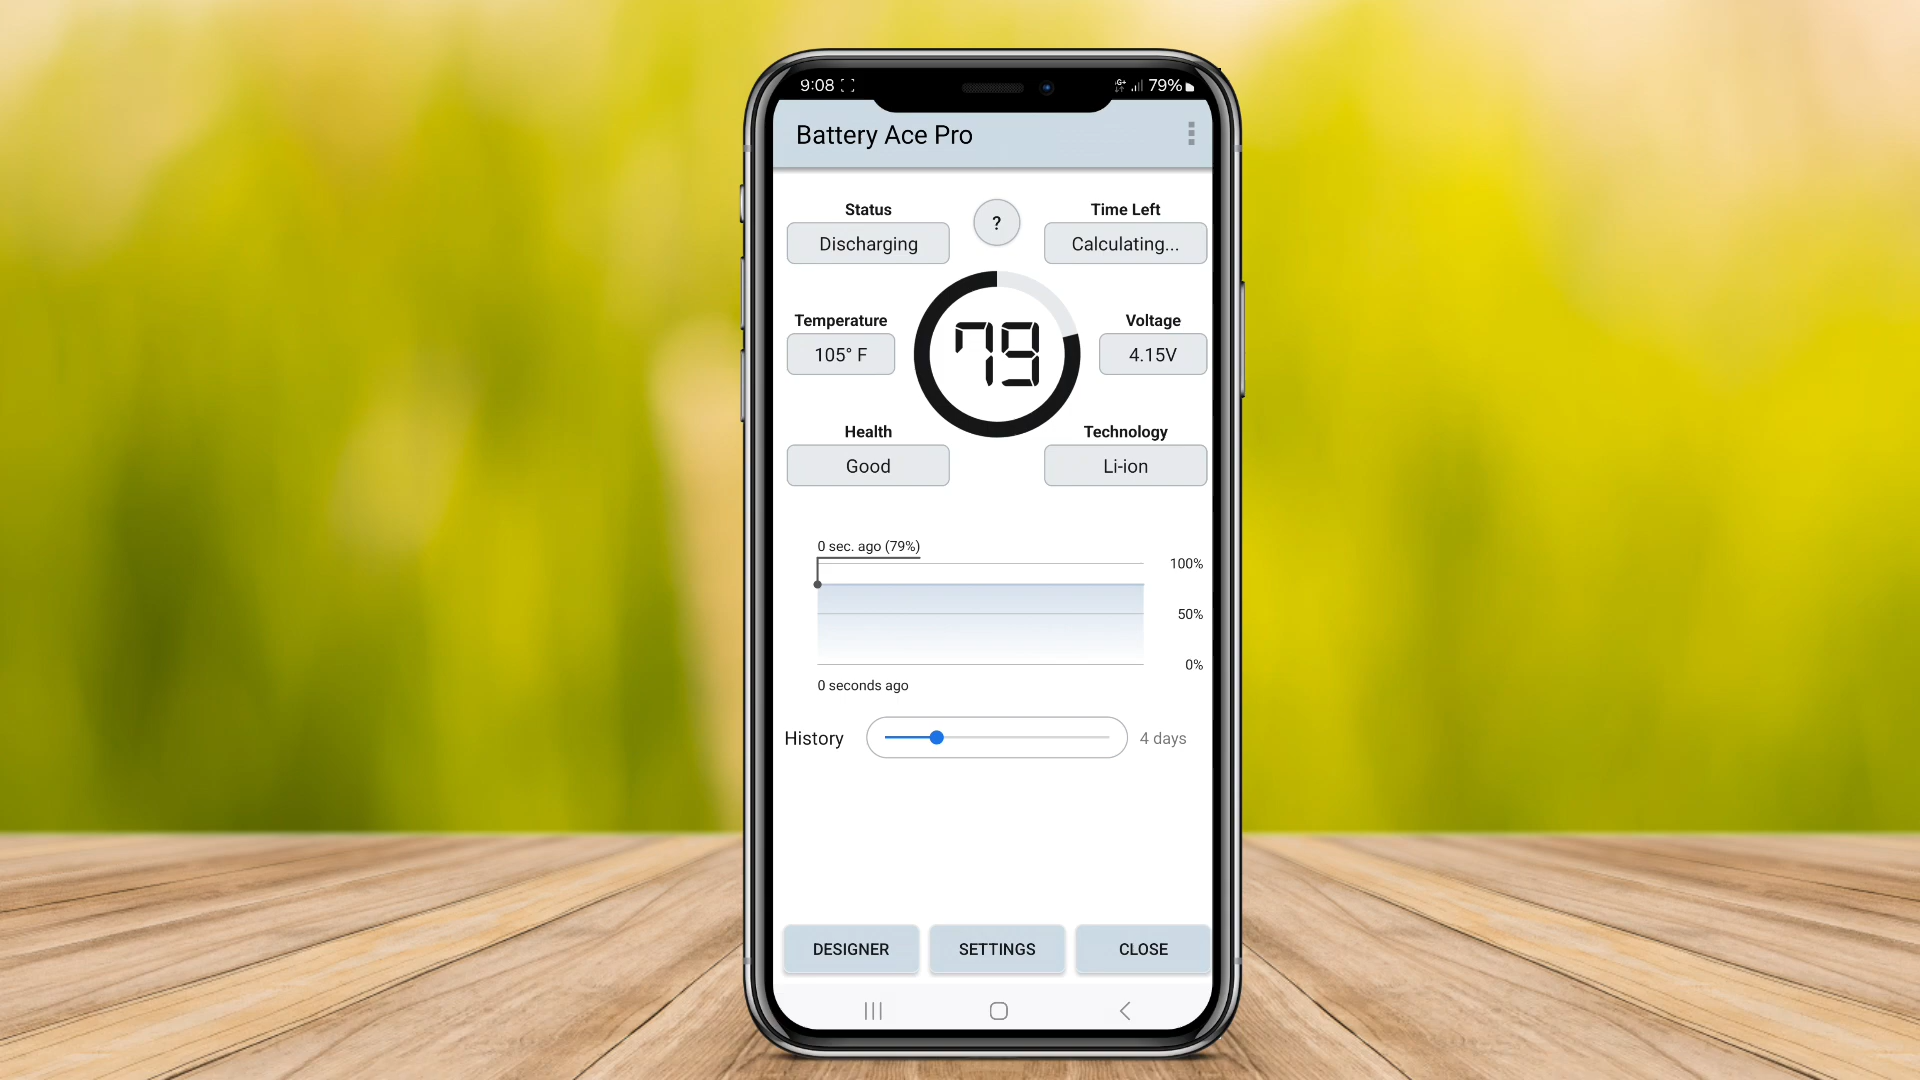 9:08
79%
Battery Ace Pro
Status
?
Time Left
Discharging
Calculating...
Temperature
Voltage
105° F
79
4.15V
Health
Technology
Good
Li-ion
0 sec. ago (79%)
100%
50%
0%
0 seconds ago
History
4 days
DESIGNER
SETTINGS
CLOSE